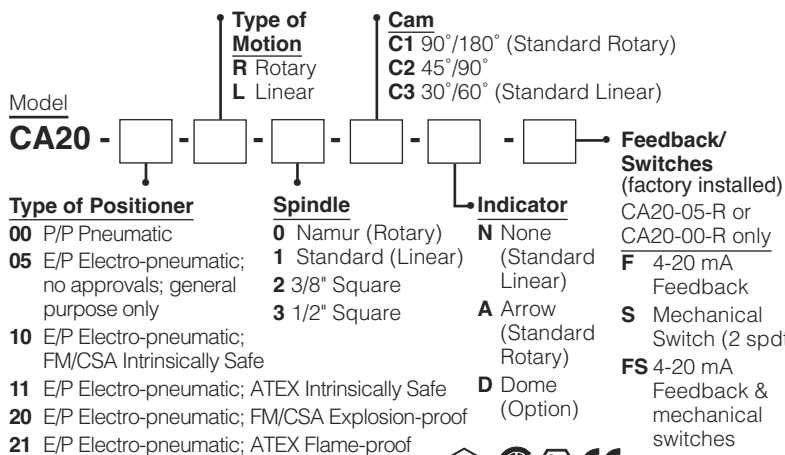 Type of
Motion
R Rotary
L Linear
Cam
C1 90˚/180˚ (Standard Rotary)
C2 45˚/90˚
C3 30˚/60˚ (Standard Linear)
Model
CA20 - - - - - -
Type of Positioner
00 P/P Pneumatic
05 E/P Electro-pneumatic;
no approvals; general
purpose only
10 E/P Electro-pneumatic;
FM/CSA Intrinsically Safe
11 E/P Electro-pneumatic; ATEX Intrinsically Safe
20 E/P Electro-pneumatic; FM/CSA Explosion-proof
21 E/P Electro-pneumatic; ATEX Flame-proof
Spindle
0 Namur (Rotary)
1 Standard (Linear)
2 3/8" Square
3 1/2" Square
Indicator
N None
(Standard
Linear)
A Arrow
(Standard
Rotary)
D Dome
(Option)
Feedback/
Switches
(factory installed)
CA20-05-R or
CA20-00-R only
F 4-20 mA
Feedback
S Mechanical
Switch (2 spdt
FS 4-20 mA
Feedback &
mechanical
switches